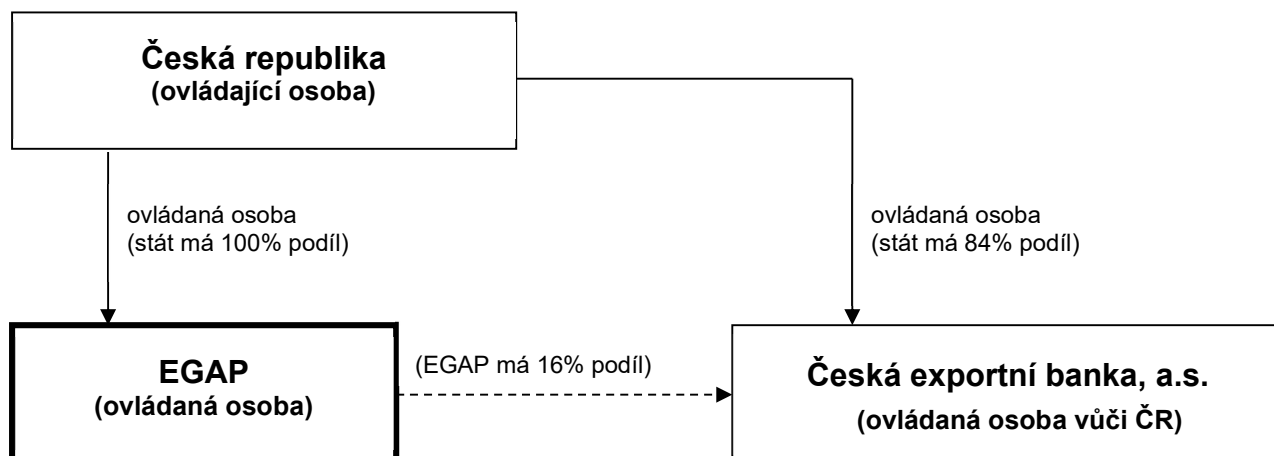 Česká republika
(ovládající osoba)
ovládaná osoba
(stát má 100% podíl)
ovládaná osoba
(stát má 84% podíl)
EGAP
(ovládaná osoba)
(EGAP má 16% podíl)
Česká exportní banka, a.s.
(ovládaná osoba vůči ČR)